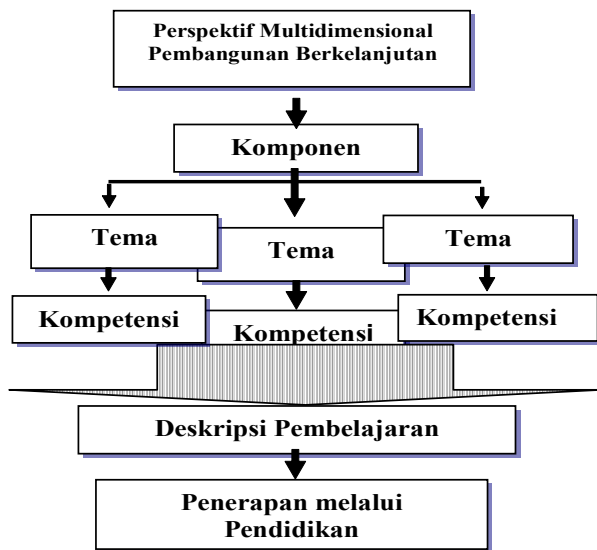 Perspektif Multidimensional
Pembangunan Berkelanjutan
Komponen
Tema
Tema
Tema
Kompetensi
Kompetensi
Kompetensi
Deskripsi Pembelajaran
Penerapan melalui
Pendidikan